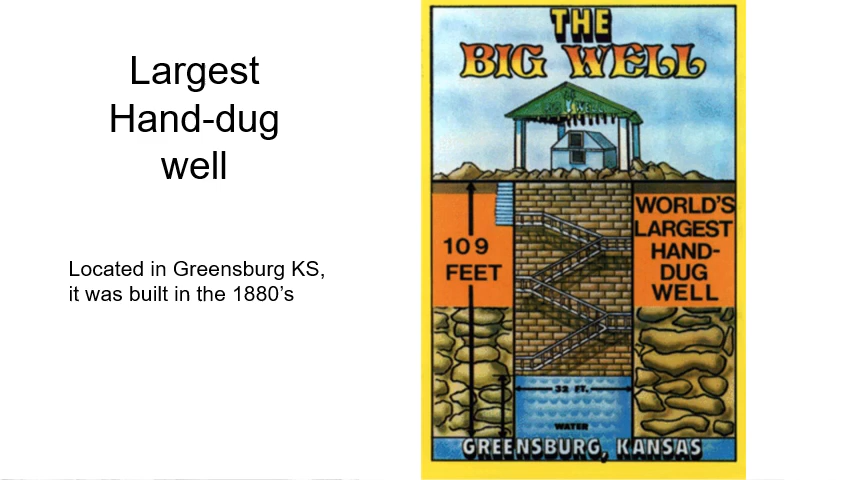 Largest
Hand-dug
well
Located in Greensburg KS,
it was built in the 1880’s
THE
BIG WELL
109
FEET
WORLD'S
LARGEST
HAND-
DUG
WELL
32 FT.
WATER
GREENSBURG, KANSAS